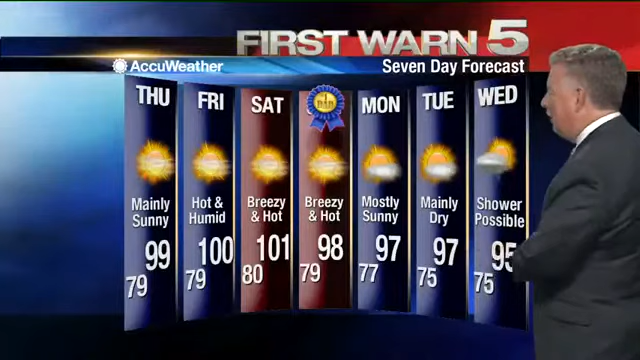 FIRST WARN 5
AccuWeather
Seven Day Forecast
THU
FRI
SAT
#1 DAD
MON
TUE
WED
Mainly
Sunny
Hot &
Humid
Breezy
& Hot
Breezy
& Hot
Mostly
Sunny
Mainly
Dry
Shower
Possible
99
79
100
79
101
80
98
79
97
77
97
75
95
75